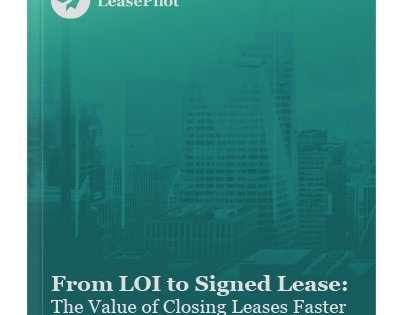 LeasePilot
From LOI to Signed Lease:
The Value of Closing Leases Faster